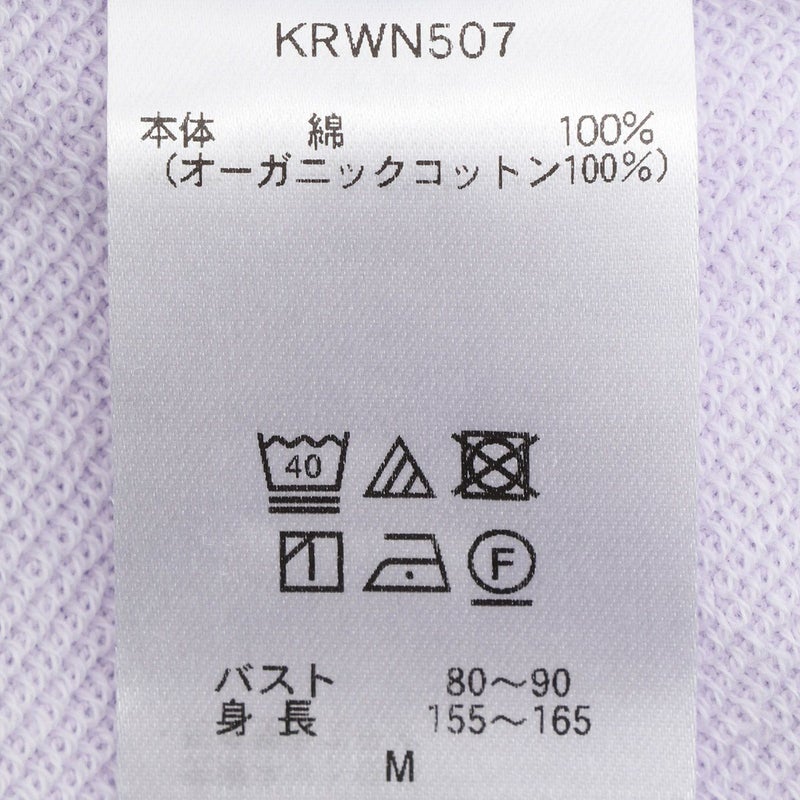 KRWN507
本体 綿 100%
(オーガニックコットン100%)
40
F
バスト 80～90
身長 155～165
M